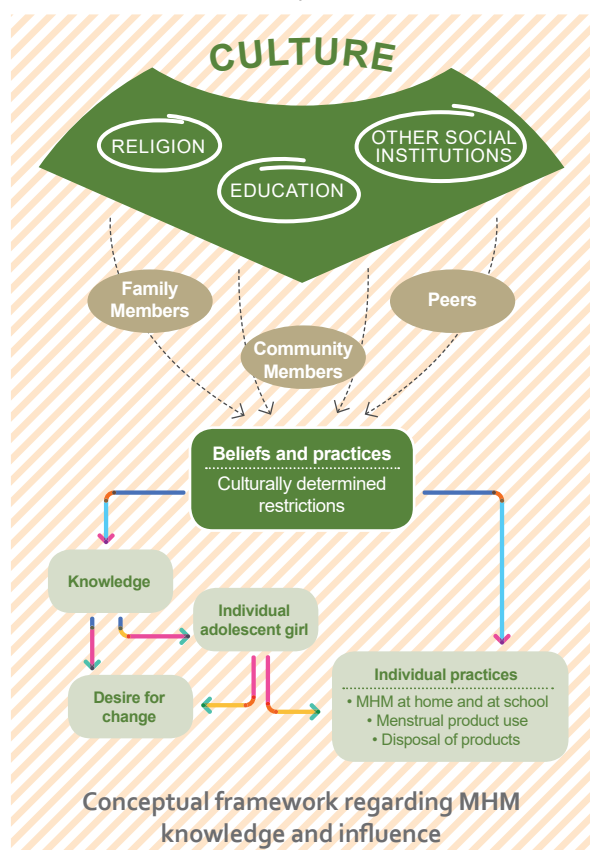 CULTURE
RELIGION
EDUCATION
OTHER SOCIAL
INSTITUTIONS
Family
Members
Community
Members
Peers
Beliefs and practices
Culturally determined
restrictions
Knowledge
Individual
adolescent girl
Desire for
change
Individual practices
• MHM at home and at school
• Menstrual product use
• Disposal of products
Conceptual framework regarding MHM
knowledge and influence